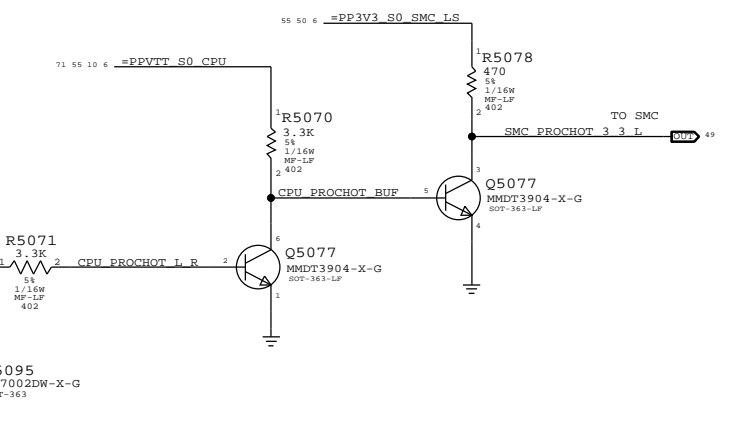 55 50 6 =PP3V3_S0_SMC_LS
71 55 10 6 =PPVTT_S0_CPU
1
R5078
470
5%
1/16W
MF-LF
402
2
1
R5070
3.3K
5%
1/16W
MF-LF
402
2
TO SMC
SMC_PROCHOT_3_3_L OUT 49
3
CPU_PROCHOT_BUF 5
Q5077
MMDT3904-X-G
SOT-363-LF
4
R5071
3.3K
1 2 CPU_PROCHOT_L_R 2
5%
1/16W
MF-LF
402
6
Q5077
MMDT3904-X-G
SOT-363-LF
1
5095
7002DW-X-G
T-363